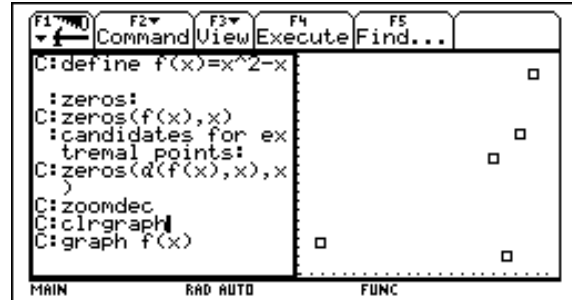 F1 F2 F3 F4 F5
Command View Execute Find...
C:define f(x)=x^2-x
:zeros:
C:zeros(f(x),x)
:candidates for ex
tremal points:
C:zeros(d(f(x),x),x
)
C:zoomdec
C:clrgraph
C:graph f(x)
MAIN RAD AUTO FUNC